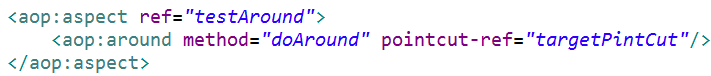 <aop:aspect ref="testAround">
<aop:around method="doAround" pointcut-ref="targetPintCut"/>
</aop:aspect>